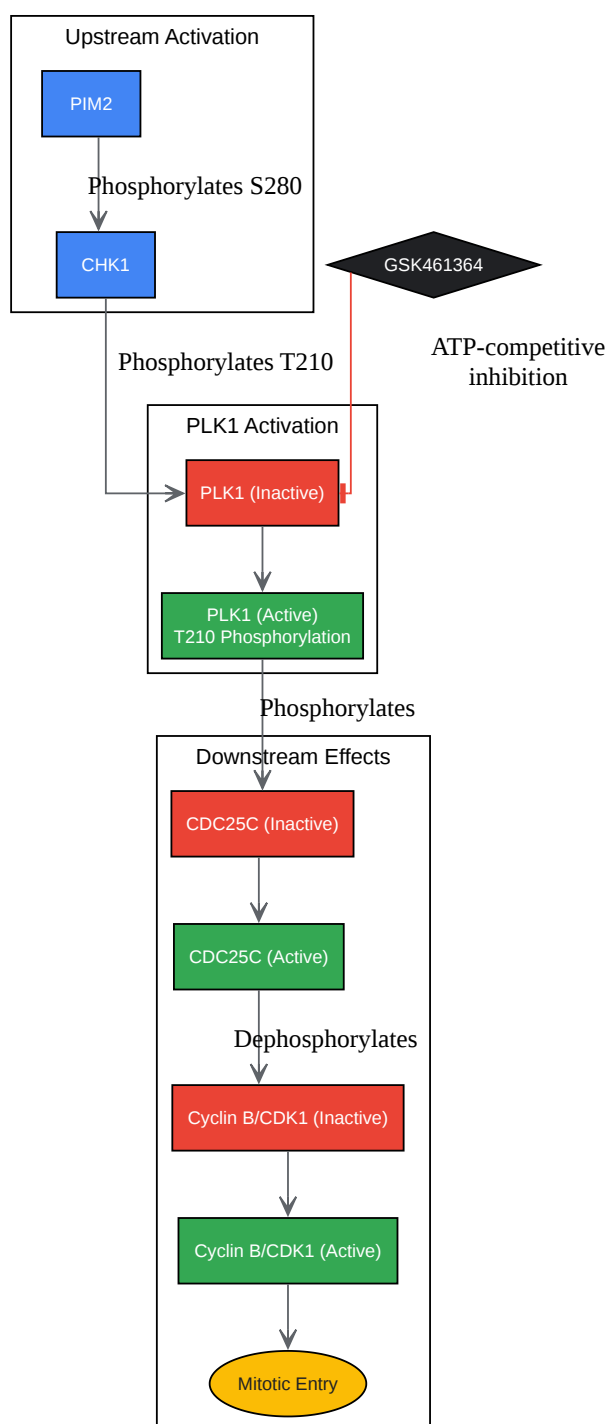 Upstream Activation
PIM2
Phosphorylates S280
CHK1
GSK461364
ATP-competitive
inhibition
Phosphorylates T210
PLK1 Activation
PLK1 (Inactive)
PLK1 (Active)
T210 Phosphorylation
Phosphorylates
Downstream Effects
CDC25C (Inactive)
CDC25C (Active)
Dephosphorylates
Cyclin B/CDK1 (Inactive)
Cyclin B/CDK1 (Active)
Mitotic Entry